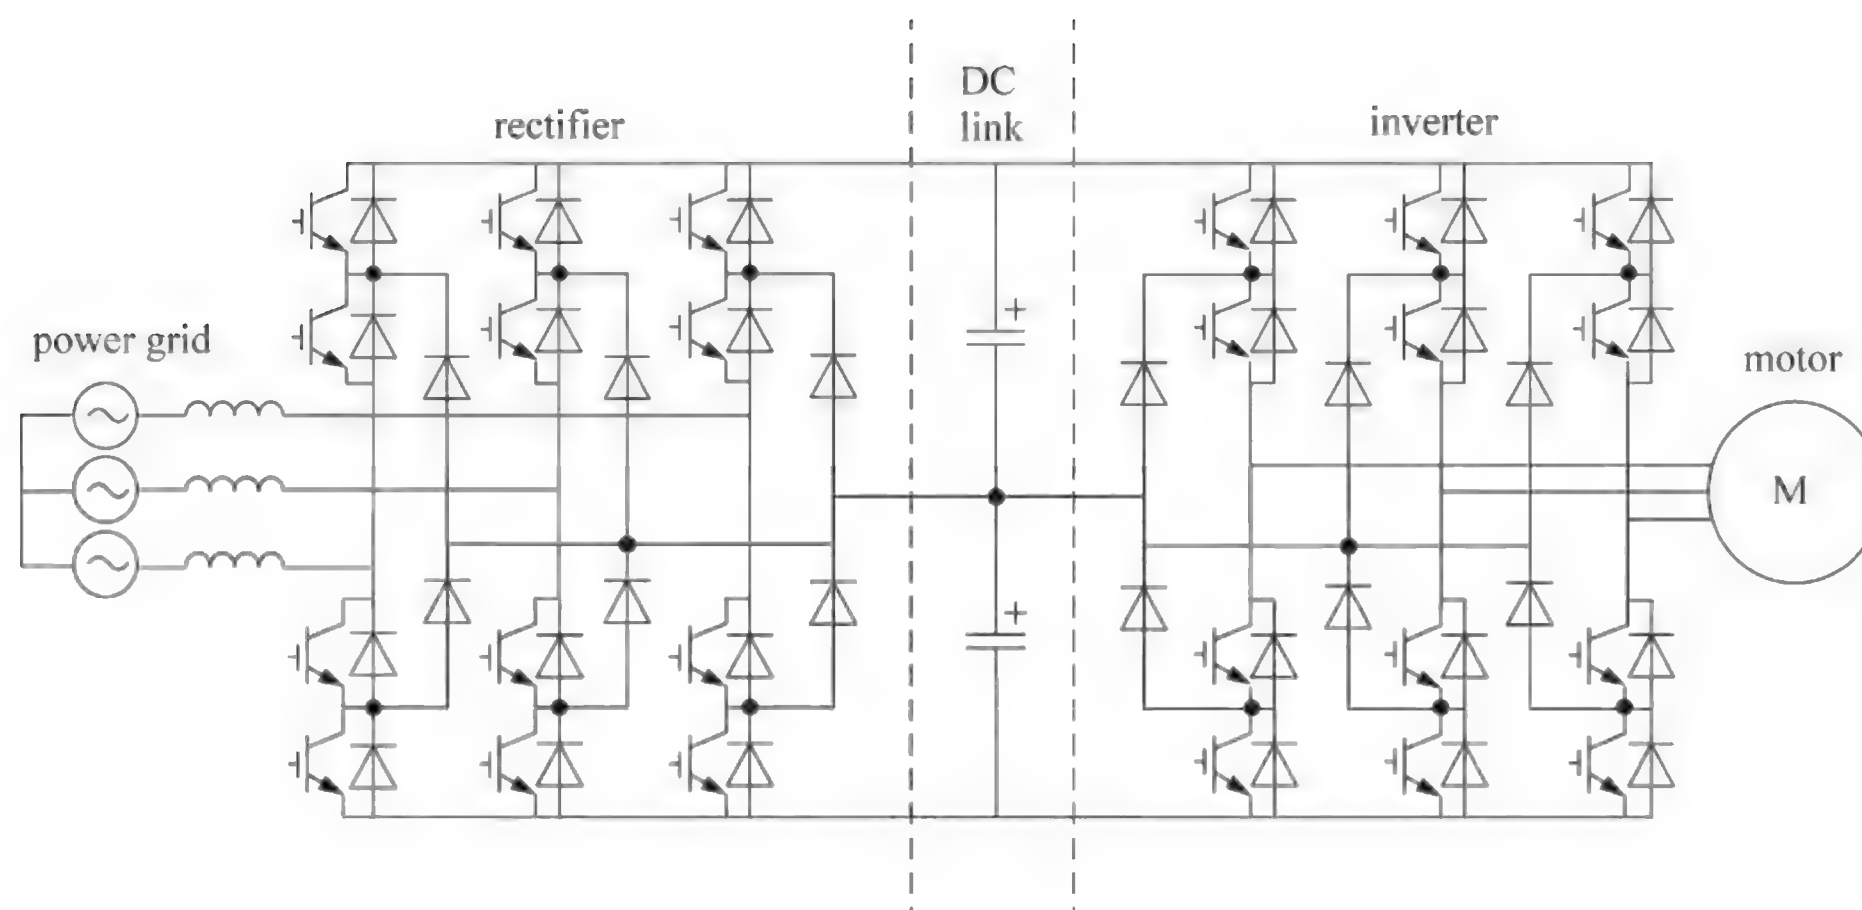 DC
link
rectifier
inverter
power grid
motor
M
+
+